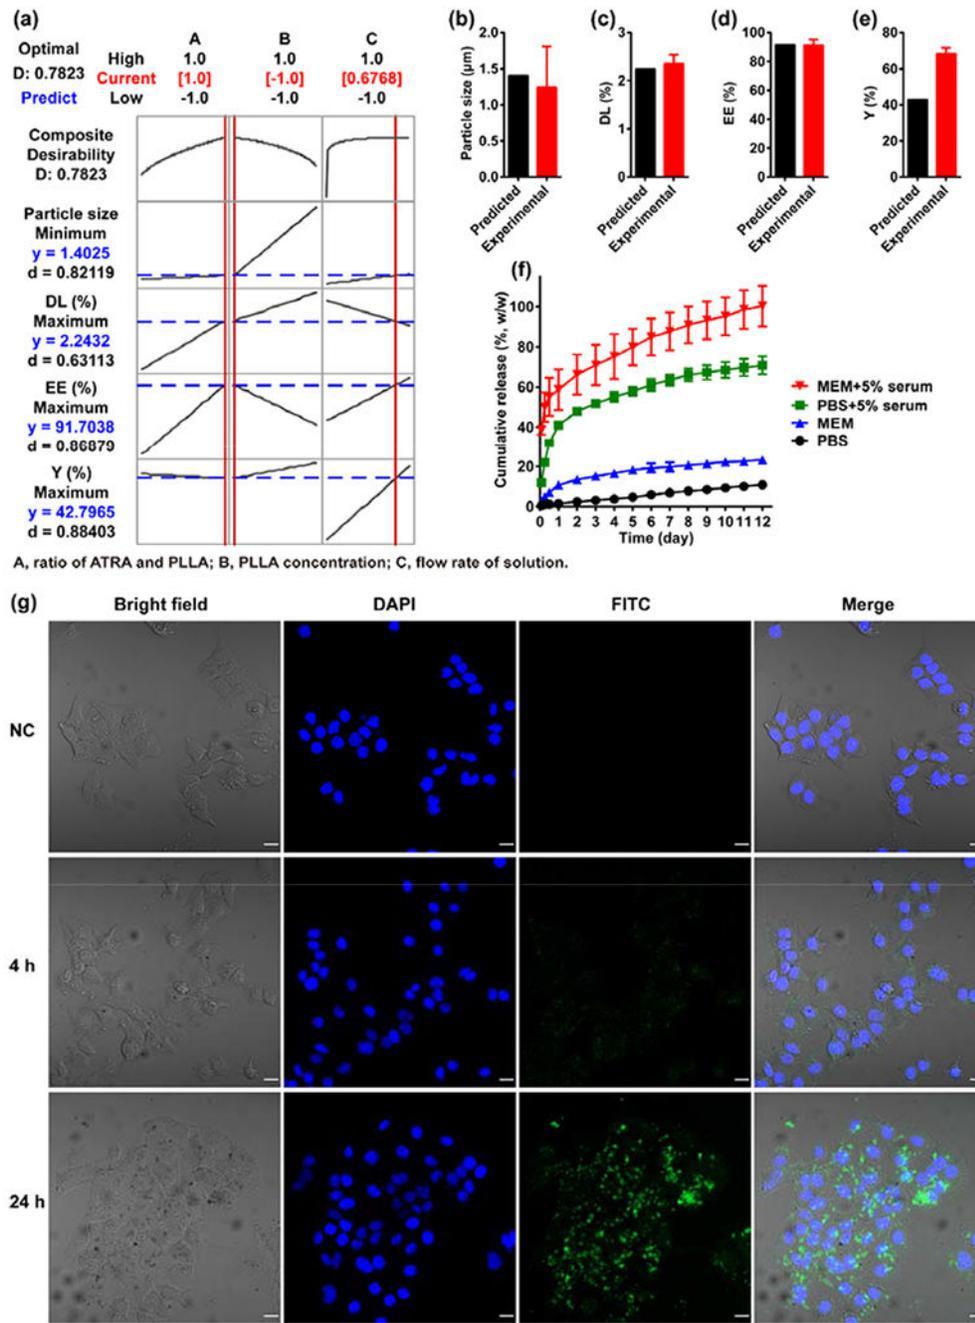 (a)
A B C
Optimal High 1.0 1.0 1.0
D: 0.7823 Current [1.0] [-1.0] [0.6768]
Predict Low -1.0 -1.0 -1.0
Composite
Desirability
D: 0.7823
Particle size
Minimum
y = 1.4025
d = 0.82119
DL (%)
Maximum
y = 2.2432
d = 0.63113
EE (%)
Maximum
y = 91.7038
d = 0.86879
Y (%)
Maximum
y = 42.7965
d = 0.88403
A, ratio of ATRA and PLLA; B, PLLA concentration; C, flow rate of solution.
(b)
Particle size (μm)
2.0
1.5
1.0
0.5
0.0
Predicted
Experimental
(c)
DL (%)
3
2
1
0
Predicted
Experimental
(d)
EE (%)
100
80
60
40
20
0
Predicted
Experimental
(e)
Y (%)
80
60
40
20
0
Predicted
Experimental
(f)
Cumulative release (%, w/w)
100
80
60
40
20
0
0 1 2 3 4 5 6 7 8 9 10 11 12
Time (day)
MEM+5% serum
PBS+5% serum
MEM
PBS
(g)
Bright field DAPI FITC Merge
NC
4 h
24 h